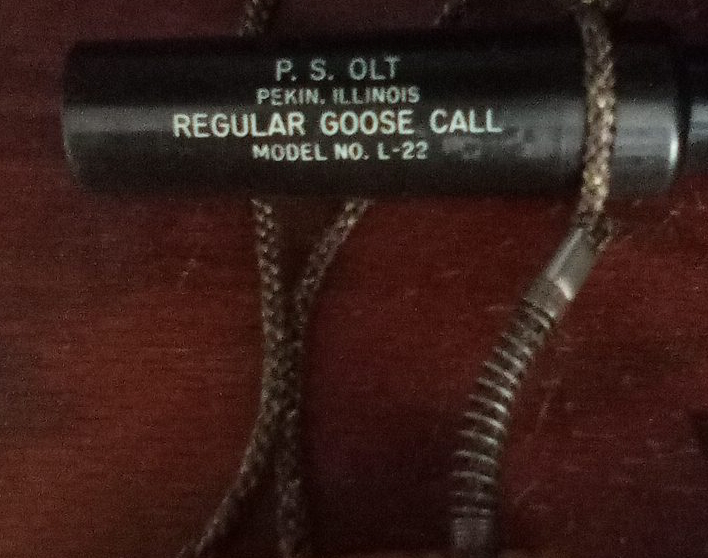 P. S. OLT
PEKIN, ILLINOIS
REGULAR GOOSE CALL
MODEL NO. L-22